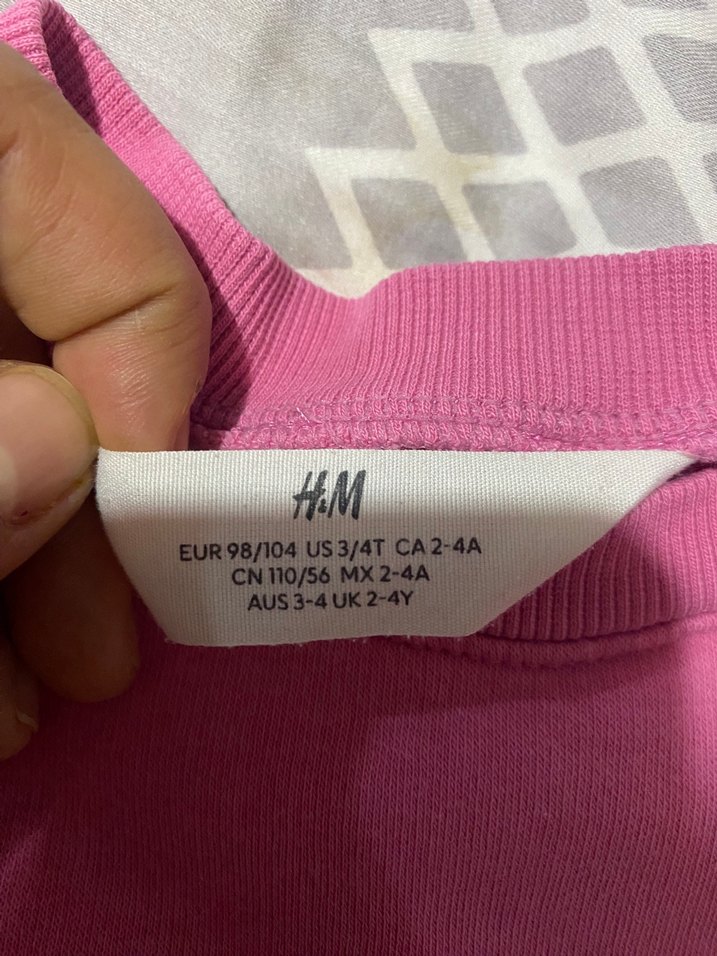 H&M
EUR 98/104 US 3/4T CA 2-4A
CN 110/56 MX 2-4A
AUS 3-4 UK 2-4Y